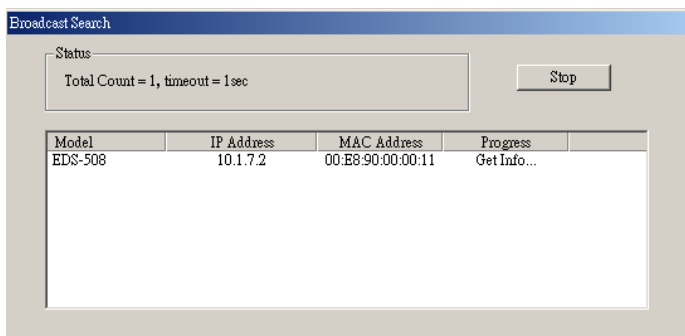 Broadcast Search
Status
Total Count = 1, timeout = 1sec
Stop
Model IP Address MAC Address Progress
EDS-508 10.1.7.2 00:E8:90:00:00:11 Get Info...